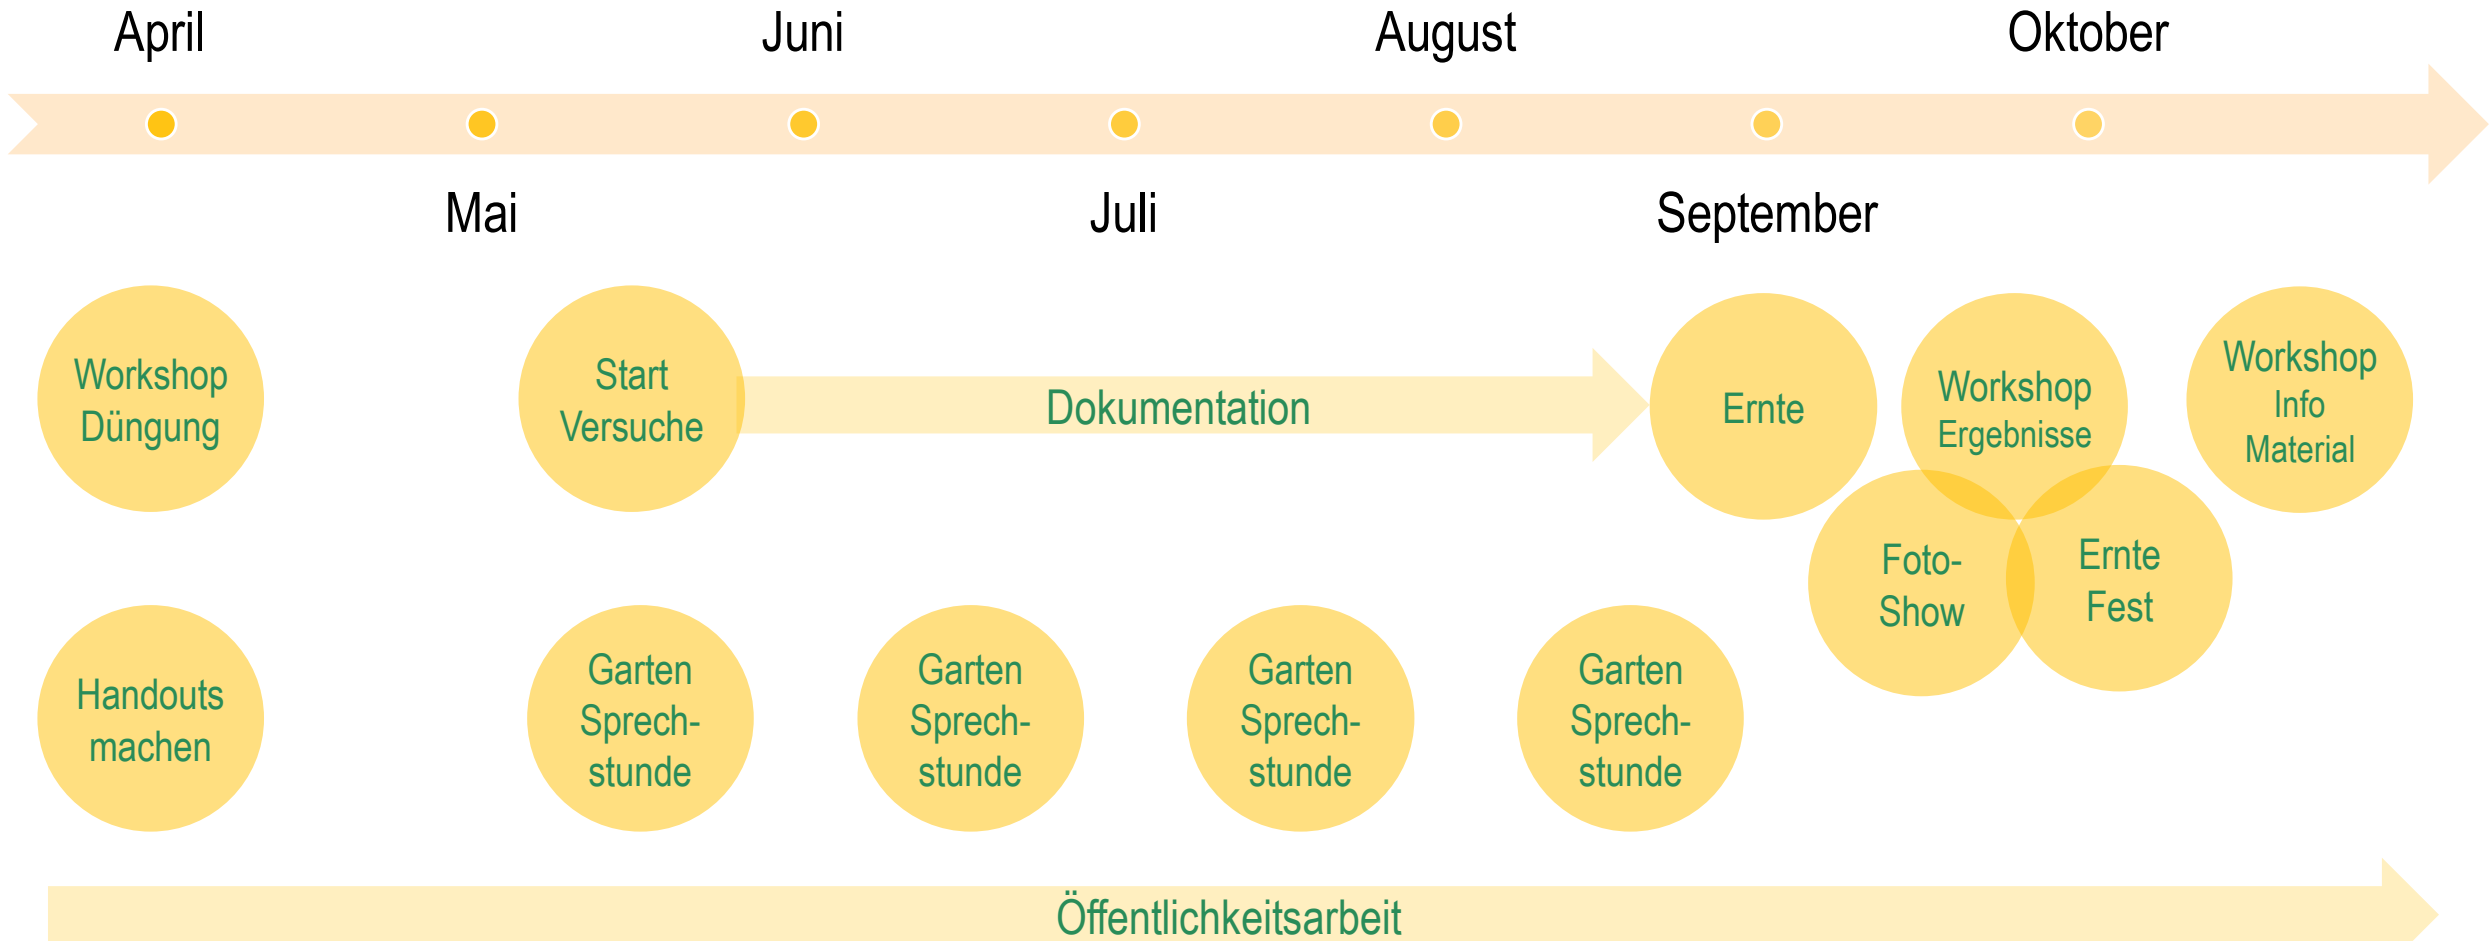 April
Juni
August
Oktober
Mai
Juli
September
Workshop
Düngung
Start
Versuche
Dokumentation
Ernte
Workshop
Ergebnisse
Workshop
Info
Material
Foto-
Show
Ernte
Fest
Handouts
machen
Garten
Sprech-
stunde
Garten
Sprech-
stunde
Garten
Sprech-
stunde
Garten
Sprech-
stunde
Öffentlichkeitsarbeit